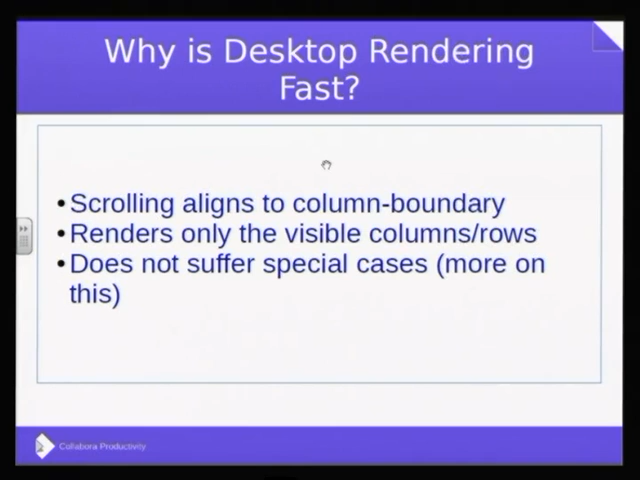 Why is Desktop Rendering
Fast?
•Scrolling aligns to column-boundary
•Renders only the visible columns/rows
•Does not suffer special cases (more on
this)
Collabora Productivity